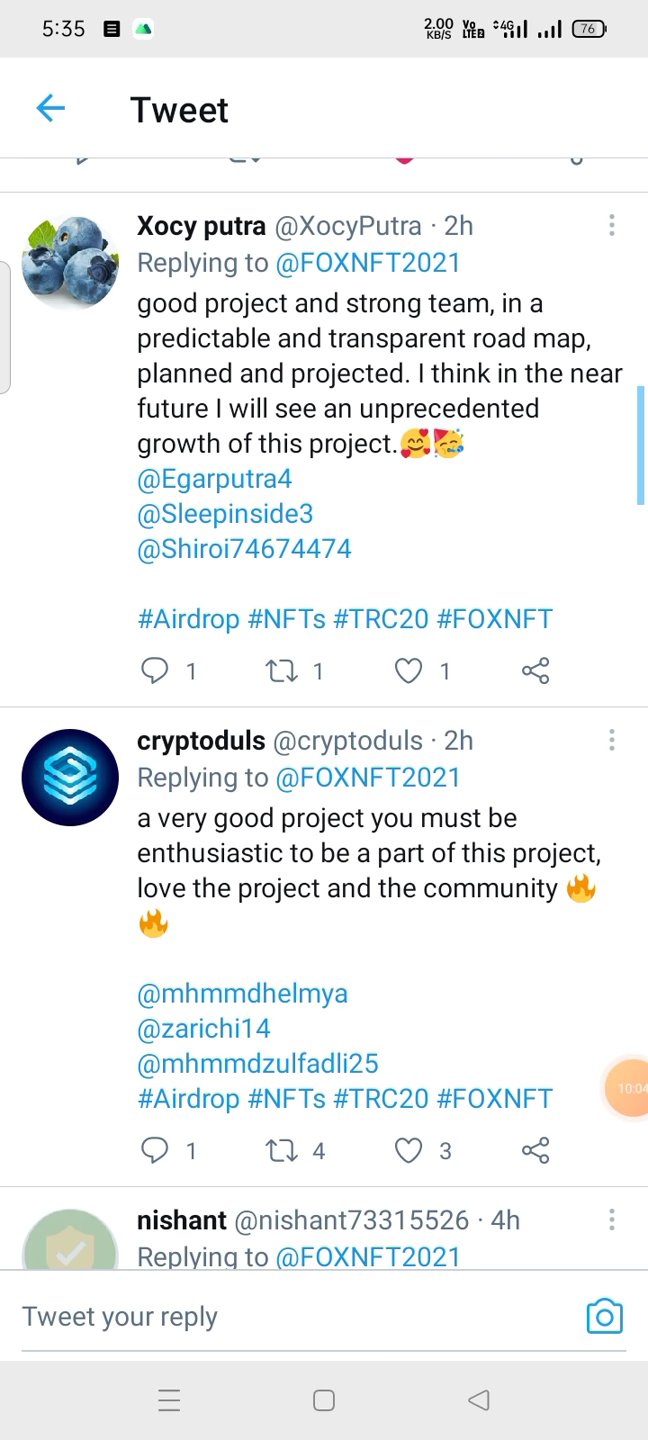 5:35 2.00 KB/S Vo LTE2 4G 76
Tweet
Xocy putra @XocyPutra · 2h
Replying to @FOXNFT2021
good project and strong team, in a
predictable and transparent road map,
planned and projected. I think in the near
future I will see an unprecedented
growth of this project.🥰🥳
@Egarputra4
@Sleepinside3
@Shiroi74674474
#Airdrop #NFTs #TRC20 #FOXNFT
1 1 1
cryptoduls @cryptoduls · 2h
Replying to @FOXNFT2021
a very good project you must be
enthusiastic to be a part of this project,
love the project and the community 🔥
🔥
@mhmmdhelmya
@zarichi14
@mhmmdzulfadli25
#Airdrop #NFTs #TRC20 #FOXNFT
10:04
1 4 3
nishant @nishant73315526 · 4h
Replying to @FOXNFT2021
Tweet your reply